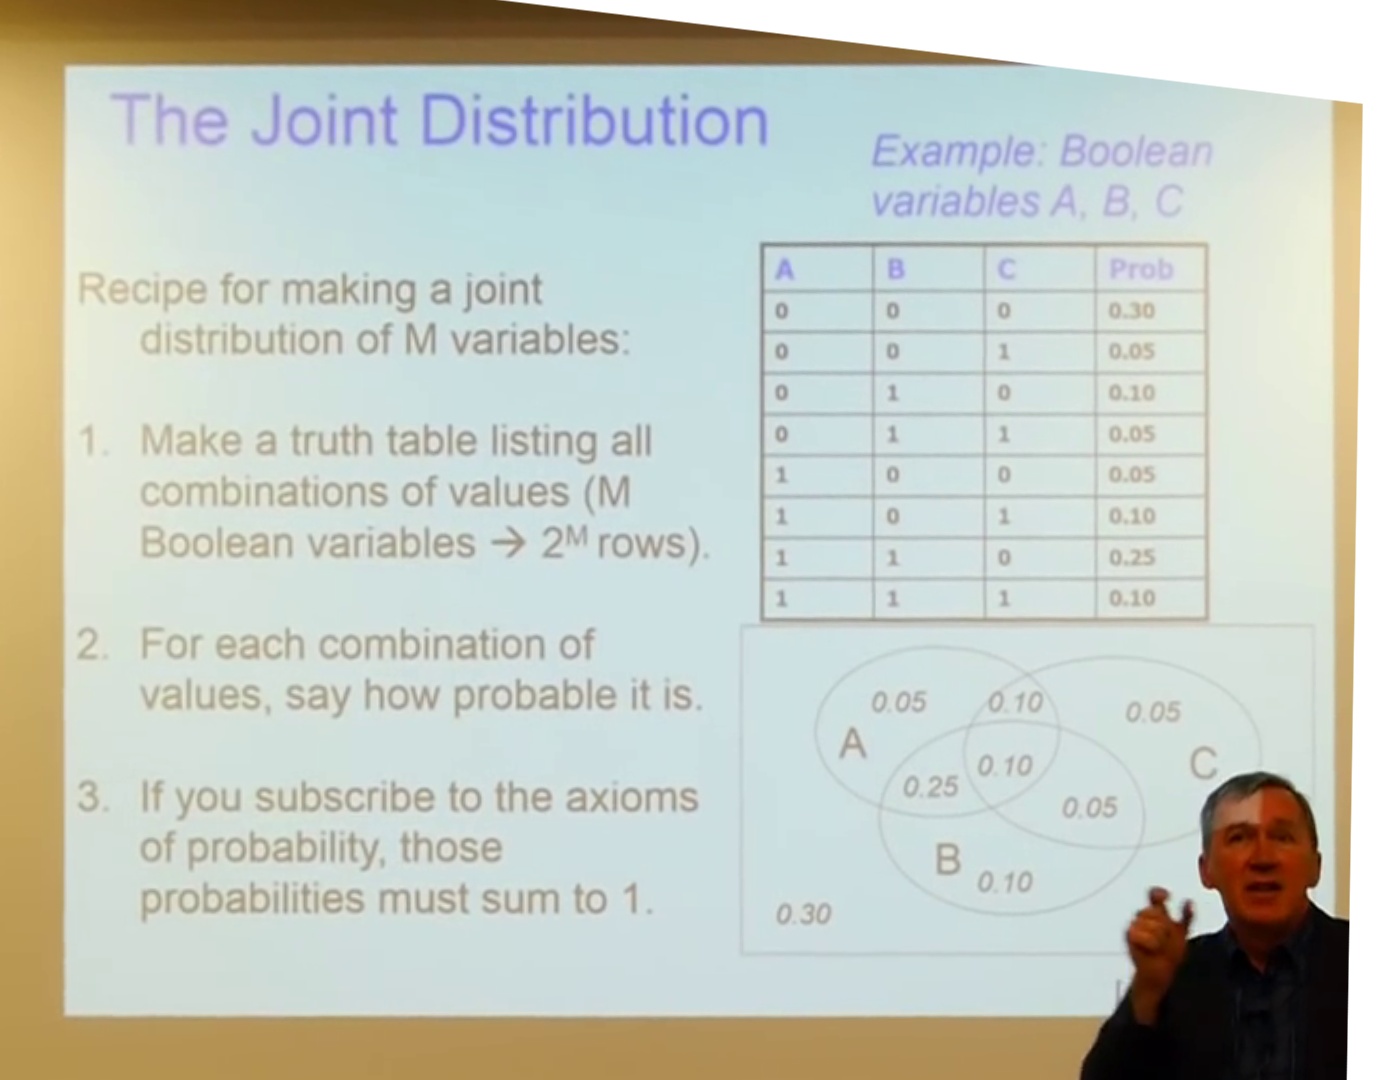 The Joint Distribution
Example: Boolean
variables A, B, C
Recipe for making a joint
distribution of M variables:
1. Make a truth table listing all
combinations of values (M
Boolean variables → 2ᴹ rows).
2. For each combination of
values, say how probable it is.
3. If you subscribe to the axioms
of probability, those
probabilities must sum to 1.
A B C Prob
0 0 0 0.30
0 0 1 0.05
0 1 0 0.10
0 1 1 0.05
1 0 0 0.05
1 0 1 0.10
1 1 0 0.25
1 1 1 0.10
0.05 0.10 0.05
A C
0.25 0.10
0.05
B 0.10
0.30